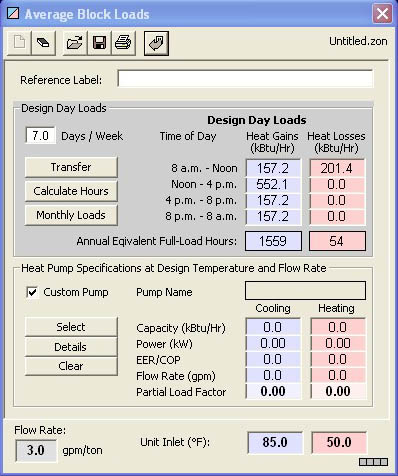 Average Block Loads
Untitled.zon
Reference Label:
Design Day Loads
Design Day Loads
7.0 Days / Week Time of Day Heat Gains (kBtu/Hr) Heat Losses (kBtu/Hr)
Transfer 8 a.m. - Noon 157.2 201.4
Calculate Hours Noon - 4 p.m. 552.1 0.0
4 p.m. - 8 p.m. 157.2 0.0
Monthly Loads 8 p.m. - 8 a.m. 157.2 0.0
Annual Eqivalent Full-Load Hours: 1559 54
Heat Pump Specifications at Design Temperature and Flow Rate
Custom Pump Pump Name
Cooling Heating
Select Capacity (kBtu/Hr) 0.0 0.0
Power (kW) 0.00 0.00
Details EER/COP 0.0 0.0
Clear Flow Rate (gpm) 0.0 0.0
Partial Load Factor 0.00 0.00
Flow Rate:
3.0 gpm/ton Unit Inlet (°F): 85.0 50.0